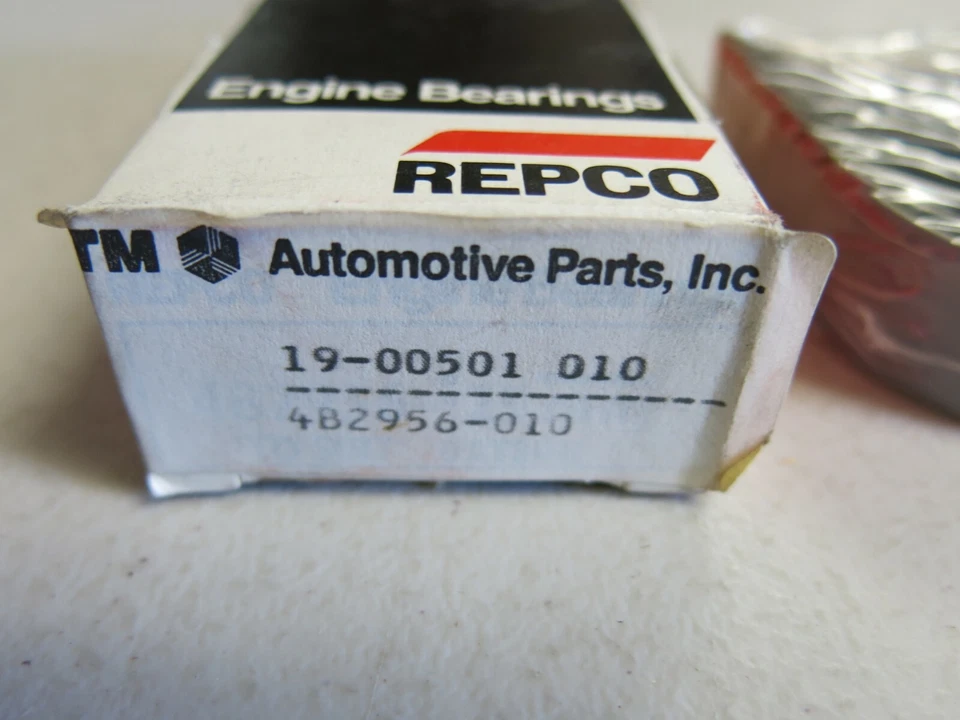 Engine Bearings
REPCO
TM Automotive Parts, Inc.
19-00501 010
4B2956-010